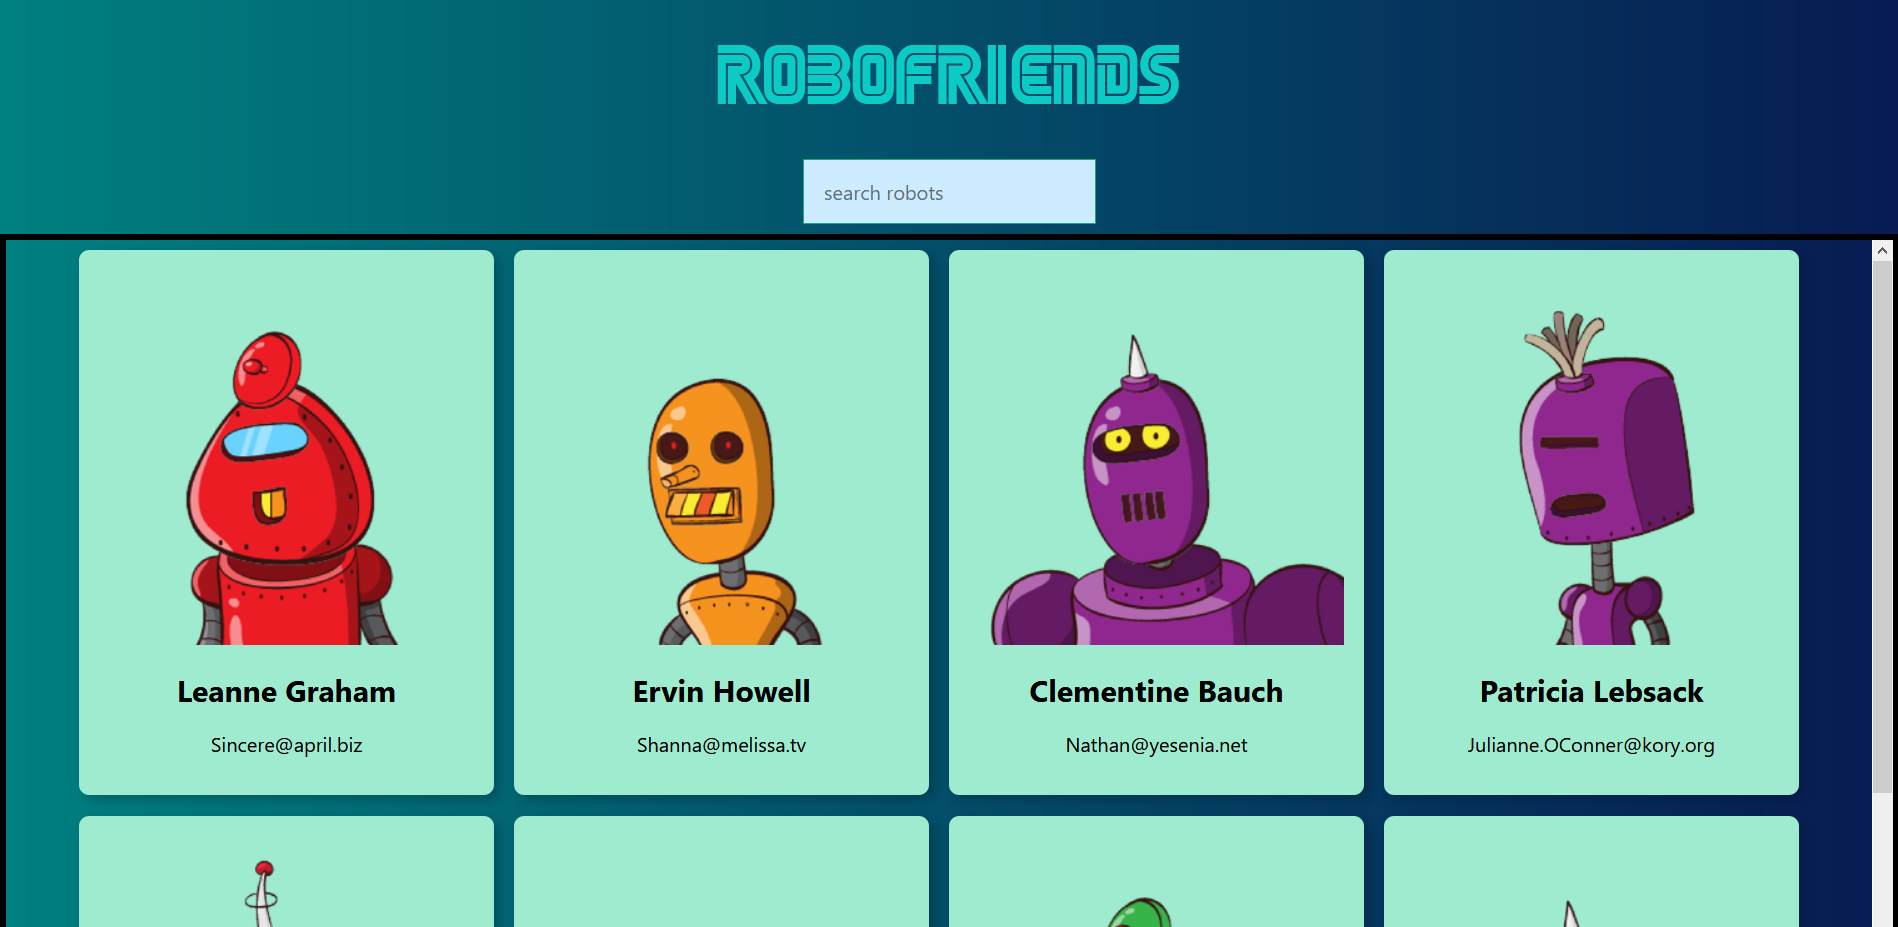 ROBOFRIENDS
search robots
Leanne Graham
Sincere@april.biz
Ervin Howell
Shanna@melissa.tv
Clementine Bauch
Nathan@yesenia.net
Patricia Lebsack
Julianne.OConner@kory.org